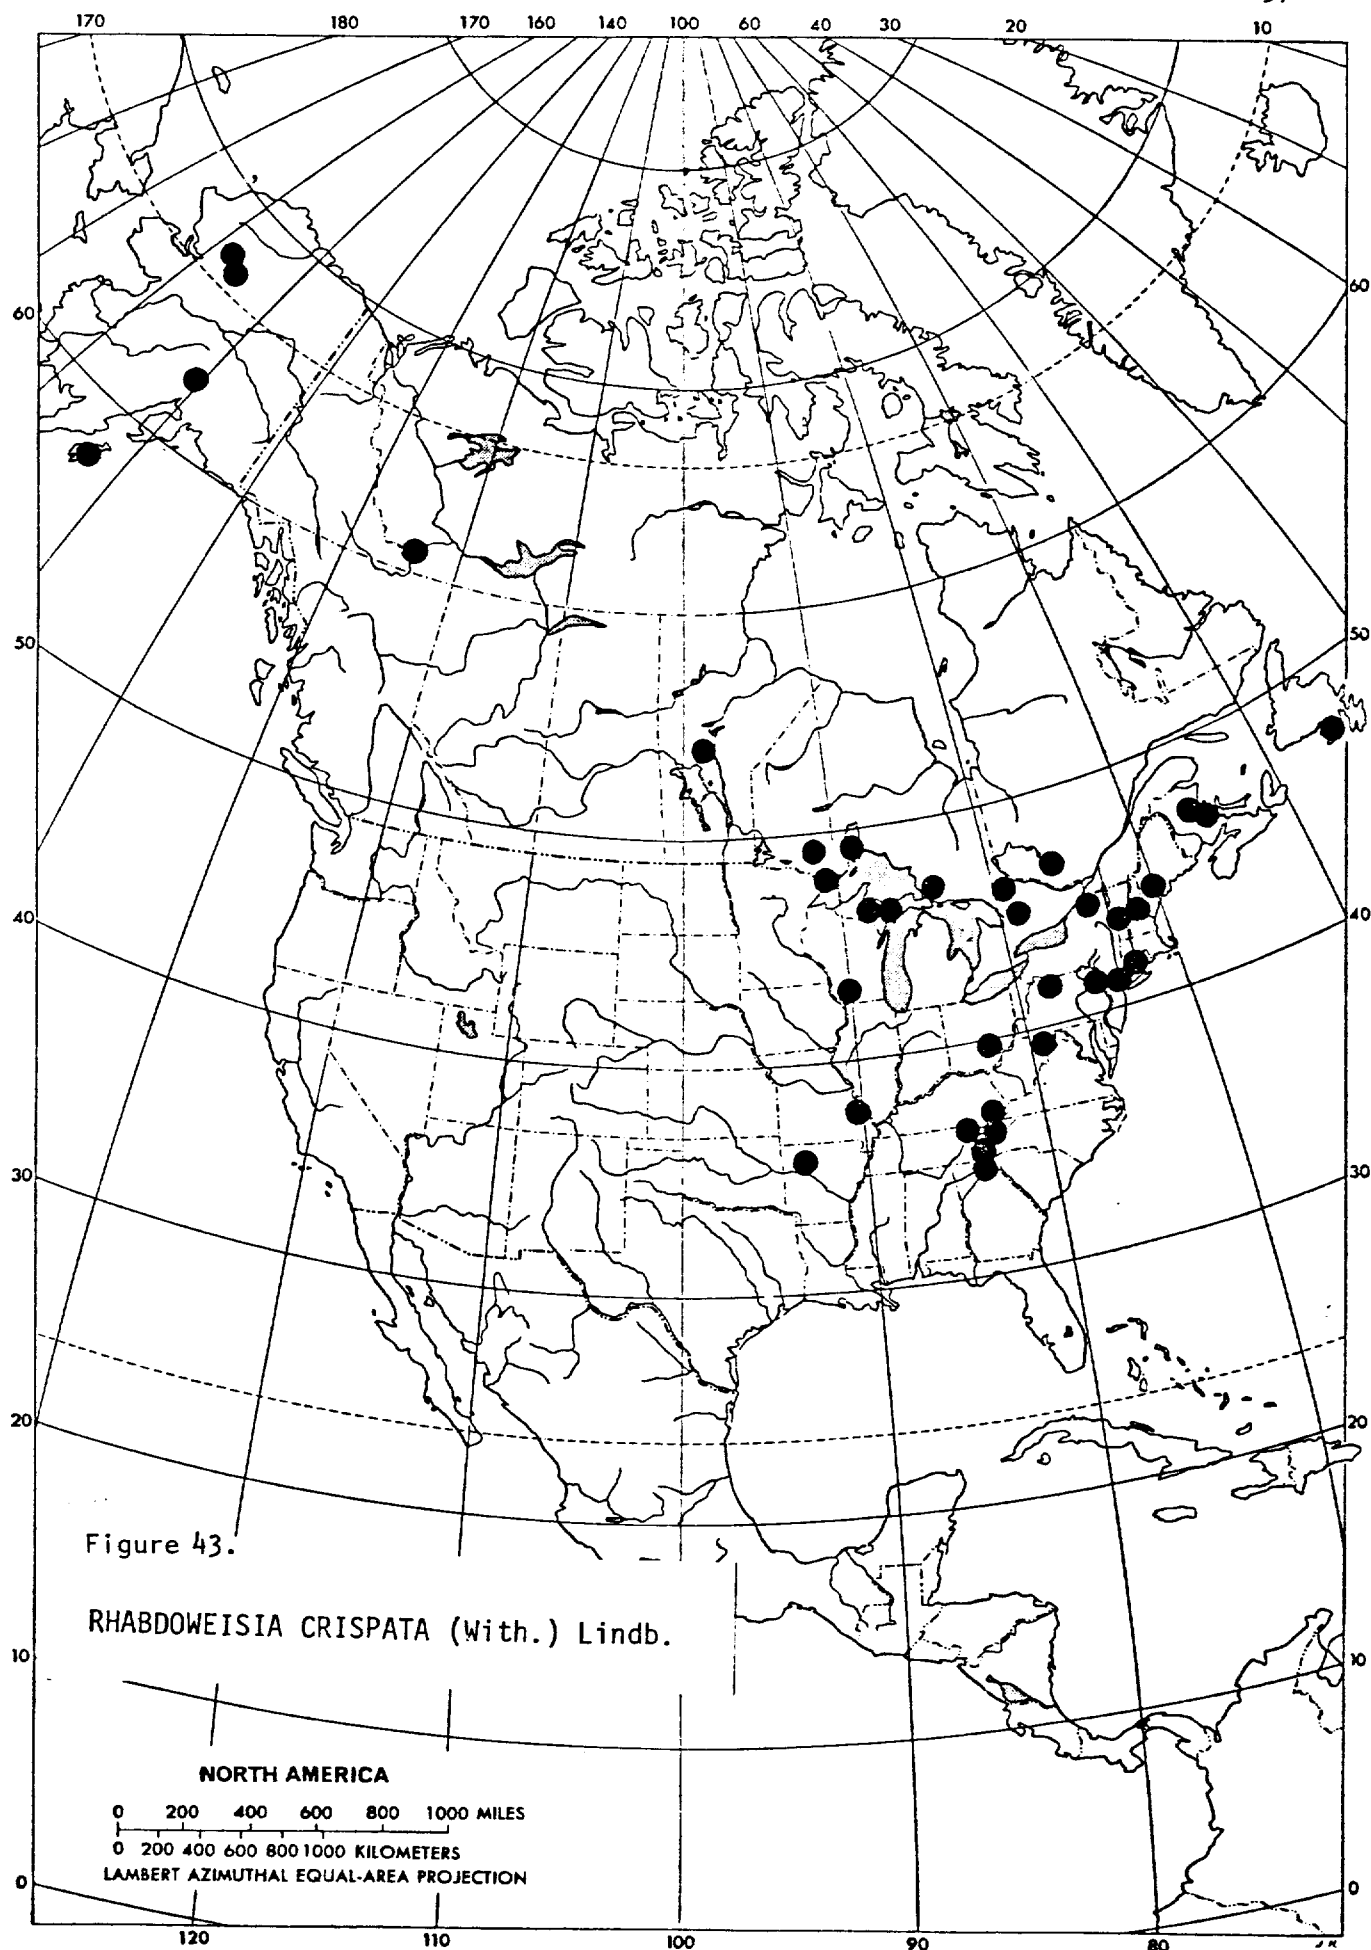 170 180 170 160 140 100 60 40 30 20 10
60 60
50 50
40 40
30 30
20 20
Figure 43.
RHABDOWEISIA CRISPATA (With.) Lindb.
10 10
NORTH AMERICA
0 200 400 600 800 1000 MILES
0 200 400 600 800 1000 KILOMETERS
LAMBERT AZIMUTHAL EQUAL-AREA PROJECTION
0 0
120 110 100 90 80